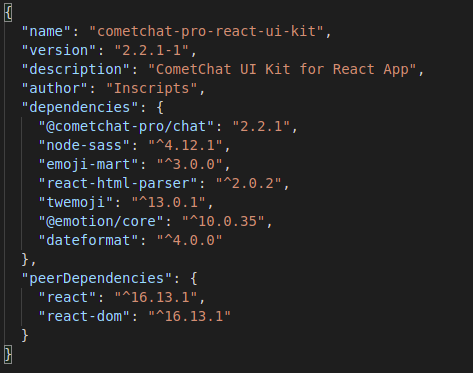 {
"name": "cometchat-pro-react-ui-kit",
"version": "2.2.1-1",
"description": "CometChat UI Kit for React App",
"author": "Inscripts",
"dependencies": {
"@cometchat-pro/chat": "2.2.1",
"node-sass": "^4.12.1",
"emoji-mart": "^3.0.0",
"react-html-parser": "^2.0.2",
"twemoji": "^13.0.1",
"@emotion/core": "^10.0.35",
"dateformat": "^4.0.0"
},
"peerDependencies": {
"react": "^16.13.1",
"react-dom": "^16.13.1"
}
}